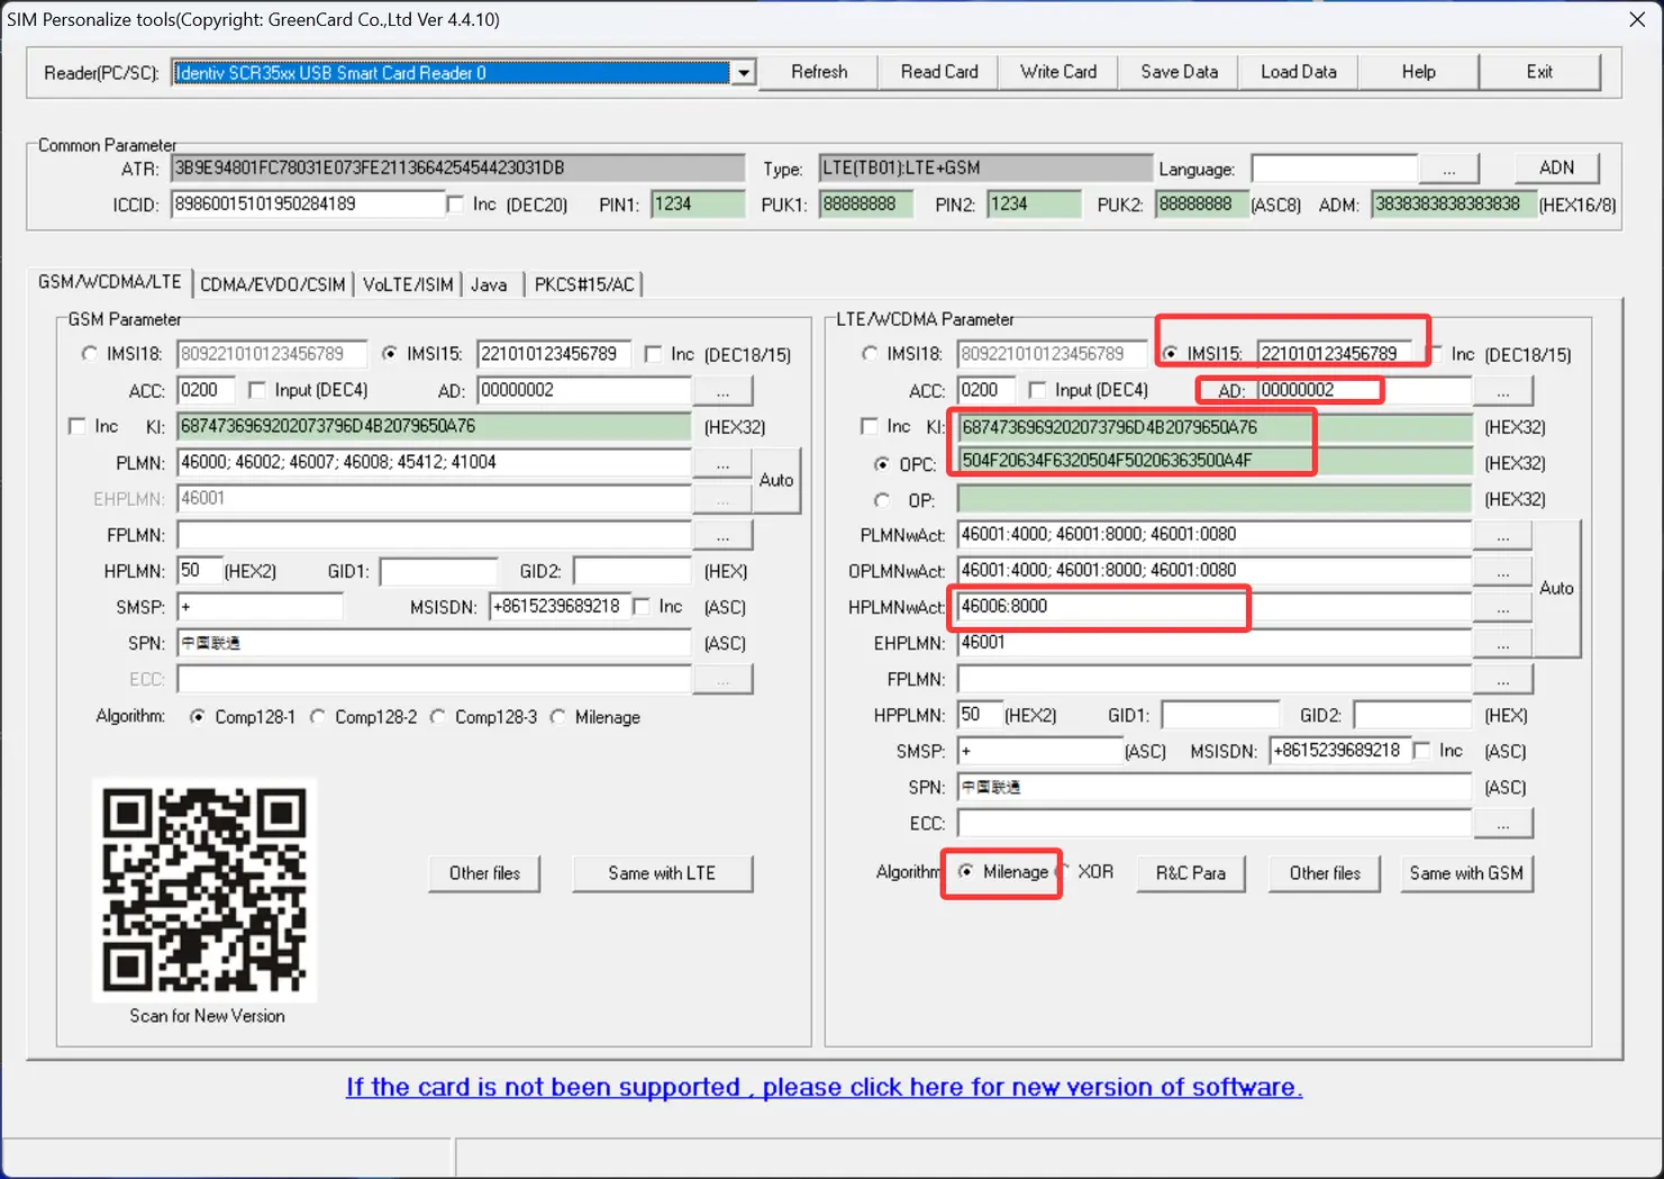 SIM Personalize tools(Copyright: GreenCard Co.,Ltd Ver 4.4.10)
Reader(PC/SC): Identiv SCR35xx USB Smart Card Reader 0 Refresh Read Card Write Card Save Data Load Data Help Exit
Common Parameter
ATR: 3B9E94801FC78031E073FE211366425454423031DB Type: LTE(TB01):LTE+GSM Language: ... ADN
ICCID: 89860015101950284189 Inc (DEC20) PIN1: 1234 PUK1: 88888888 PIN2: 1234 PUK2: 88888888 (ASC8) ADM: 3838383838383838 (HEX16/8)
GSM/WCDMA/LTE CDMA/EVDO/CSIM VoLTE/ISIM Java PKCS#15/AC
GSM Parameter
IMSI18: 809221010123456789 IMSI15: 221010123456789 Inc (DEC18/15)
ACC: 0200 Input (DEC4) AD: 00000002 ...
Inc KI: 6874736969202073796D4B2079650A76 (HEX32)
PLMN: 46000; 46002; 46007; 46008; 45412; 41004 ... Auto
EHPLMN: 46001 ...
FPLMN: ...
HPLMN: 50 (HEX2) GID1: GID2: (HEX)
SMSP: + MSISDN: +8615239689218 Inc (ASC)
SPN: 中国联通 (ASC)
ECC: ...
Algorithm: Comp128-1 Comp128-2 Comp128-3 Milenage
Other files Same with LTE
Scan for New Version
LTE/WCDMA Parameter
IMSI18: 809221010123456789 IMSI15: 221010123456789 Inc (DEC18/15)
ACC: 0200 Input (DEC4) AD: 00000002 ...
Inc KI: 6874736969202073796D4B2079650A76 (HEX32)
OPC: 504F20634F6320504F50206363500A4F (HEX32)
OP: (HEX32)
PLMNwAct: 46001:4000; 46001:8000; 46001:0080 ...
OPLMNwAct: 46001:4000; 46001:8000; 46001:0080 ... Auto
HPLMNwAct: 46006:8000 ...
EHPLMN: 46001 ...
FPLMN: ...
HPPLMN: 50 (HEX2) GID1: GID2: (HEX)
SMSP: + (ASC) MSISDN: +8615239689218 Inc (ASC)
SPN: 中国联通 (ASC)
ECC: ...
Algorithm Milenage XOR R&C Para Other files Same with GSM
If the card is not been supported , please click here for new version of software.